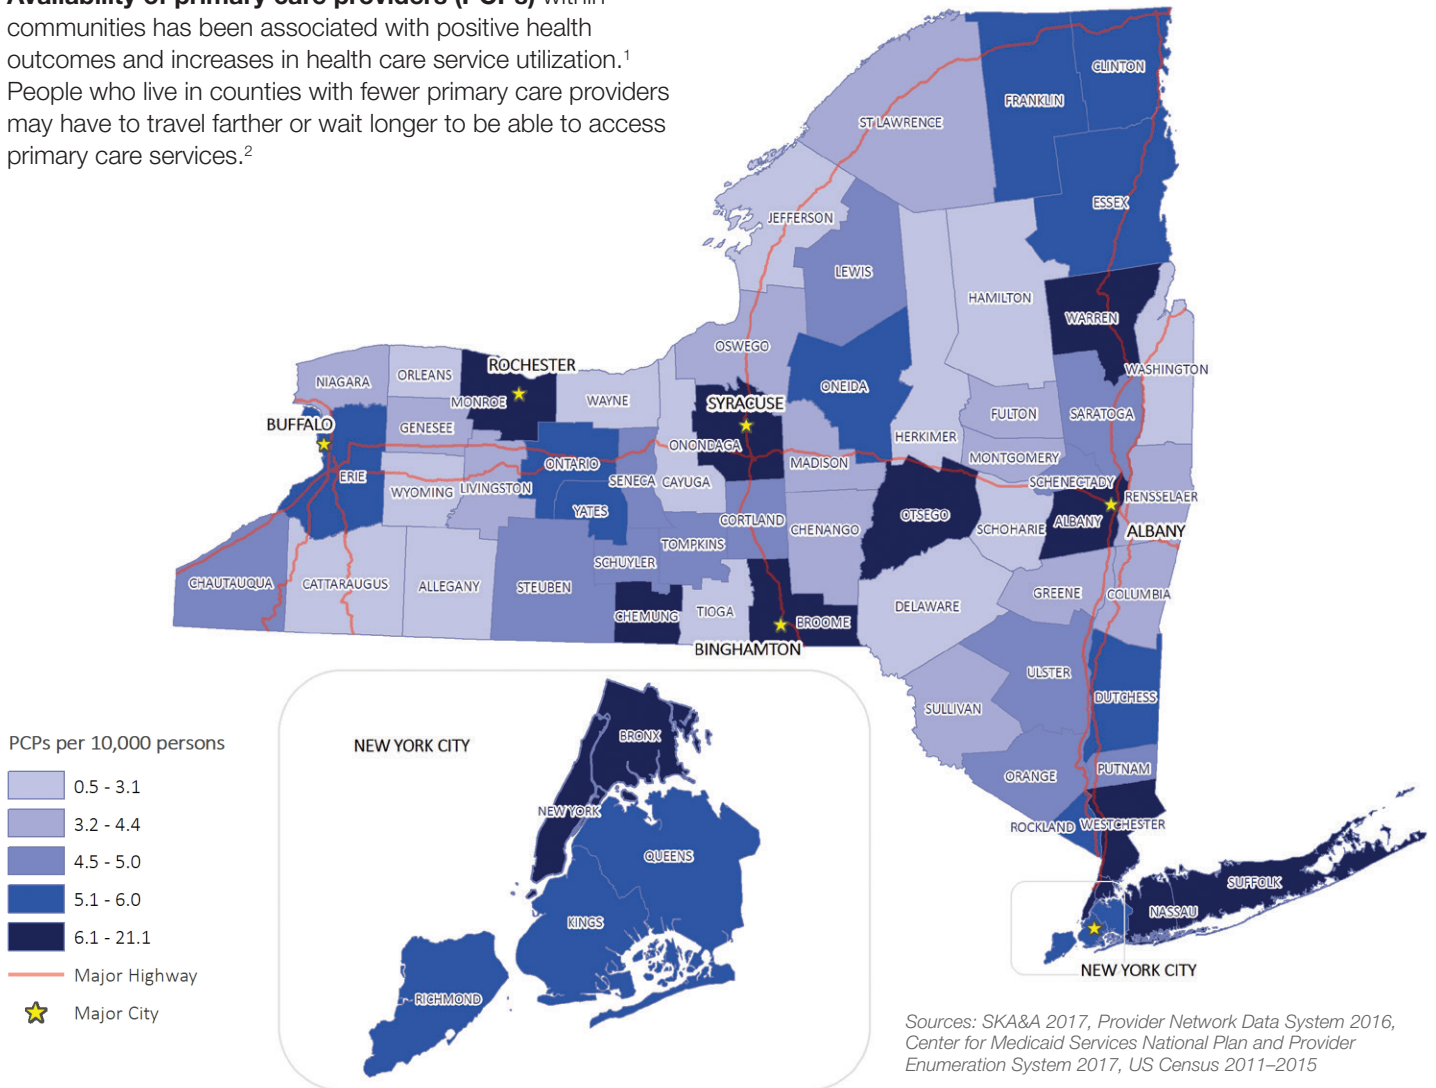 Availability of primary care providers (PCPs) within
communities has been associated with positive health
outcomes and increases in health care service utilization.¹
People who live in counties with fewer primary care providers
may have to travel farther or wait longer to be able to access
primary care services.²
CLINTON
FRANKLIN
ST LAWRENCE
ESSEX
JEFFERSON
LEWIS
HAMILTON
WARREN
OSWEGO
WASHINGTON
ROCHESTER
ORLEANS
NIAGARA
ONEIDA
MONROE
WAYNE
SYRACUSE
FULTON
SARATOGA
BUFFALO
GENESEE
HERKIMER
ONONDAGA
MONTGOMERY
ERIE
ONTARIO
MADISON
WYOMING
LIVINGSTON
SENECA
CAYUGA
SCHENECTADY
RENSSELAER
YATES
OTSEGO
CORTLAND
CHENANGO
SCHOHARIE
ALBANY
ALBANY
TOMPKINS
SCHUYLER
CHAUTAUQUA
CATTARAUGUS
ALLEGANY
STEUBEN
GREENE
COLUMBIA
DELAWARE
CHEMUNG
TIOGA
BROOME
BINGHAMTON
ULSTER
DUTCHESS
SULLIVAN
ORANGE
PUTNAM
ROCKLAND
WESTCHESTER
SUFFOLK
NASSAU
NEW YORK CITY
NEW YORK CITY
BRONX
NEW YORK
QUEENS
KINGS
RICHMOND
PCPs per 10,000 persons
0.5 - 3.1
3.2 - 4.4
4.5 - 5.0
5.1 - 6.0
6.1 - 21.1
Major Highway
Major City
Sources: SKA&A 2017, Provider Network Data System 2016,
Center for Medicaid Services National Plan and Provider
Enumeration System 2017, US Census 2011–2015